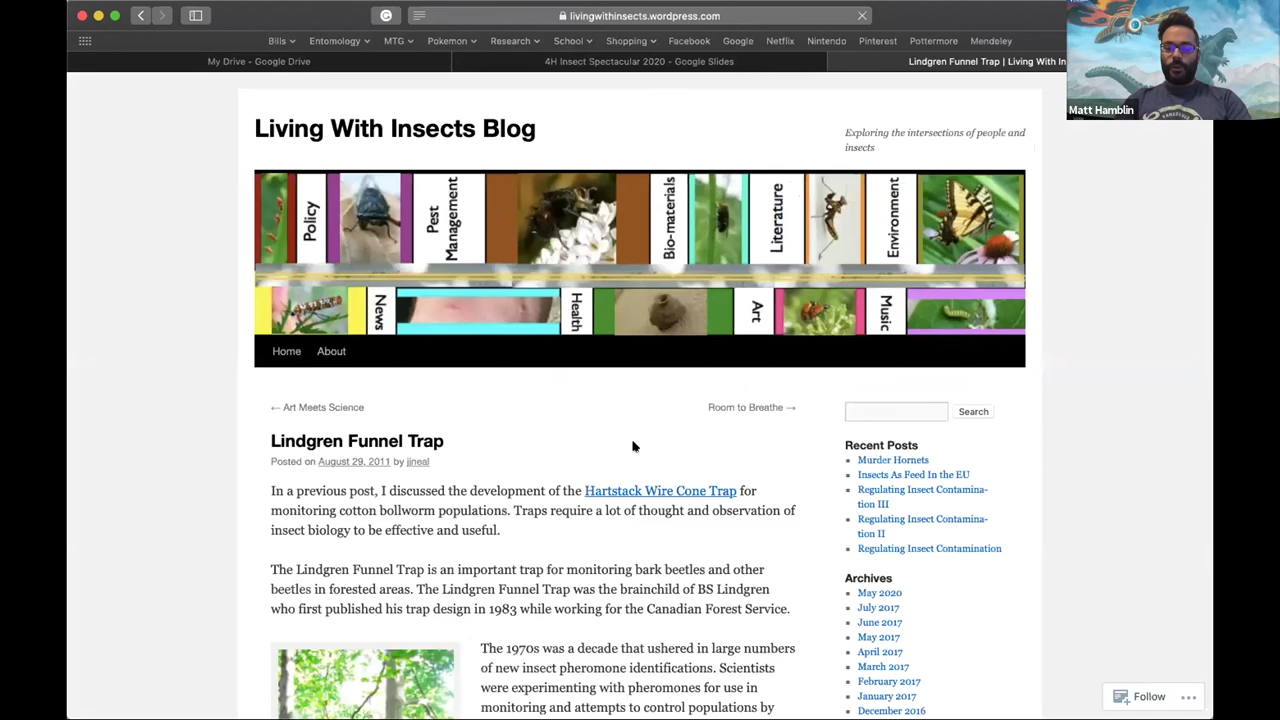 livingwithinsects.wordpress.com
Bills Entomology MTG Pokemon Research School Shopping Facebook Google Netflix Nintendo Pinterest Pottermore Mendeley
My Drive - Google Drive
4H Insect Spectacular 2020 - Google Slides
Lindgren Funnel Trap | Living With In
Matt Hamblin
Living With Insects Blog
Exploring the intersections of people and
insects
Policy
Pest
Management
Bio-materials
Literature
Environment
News
Health
Art
Music
Home About
← Art Meets Science
Room to Breathe →
Lindgren Funnel Trap
Posted on August 29, 2011 by jjneal
In a previous post, I discussed the development of the Hartstack Wire Cone Trap for
monitoring cotton bollworm populations. Traps require a lot of thought and observation of
insect biology to be effective and useful.
The Lindgren Funnel Trap is an important trap for monitoring bark beetles and other
beetles in forested areas. The Lindgren Funnel Trap was the brainchild of BS Lindgren
who first published his trap design in 1983 while working for the Canadian Forest Service.
The 1970s was a decade that ushered in large numbers
of new insect pheromone identifications. Scientists
were experimenting with pheromones for use in
monitoring and attempts to control populations by
Search
Recent Posts
Murder Hornets
Insects As Feed in the EU
Regulating Insect Contamina-
tion III
Regulating Insect Contamina-
tion II
Regulating Insect Contamination
Archives
May 2020
July 2017
June 2017
May 2017
April 2017
March 2017
February 2017
January 2017
December 2016
Follow